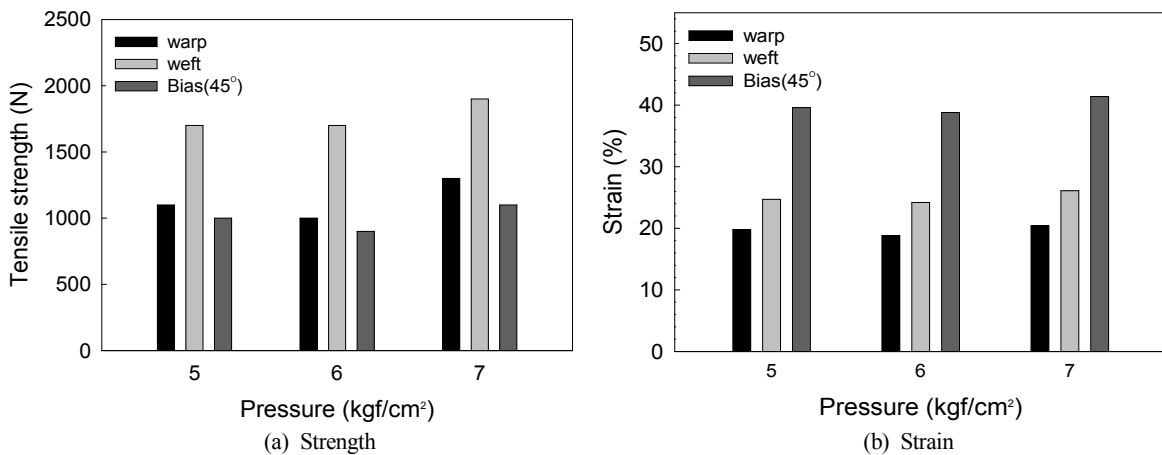 2500
2000
1500
1000
500
0
Tensile strength (N)
warp
weft
Bias(45°)
5 6 7
Pressure (kgf/cm²)
(a) Strength
50
40
30
20
10
0
Strain (%)
warp
weft
Bias(45°)
5 6 7
Pressure (kgf/cm²)
(b) Strain